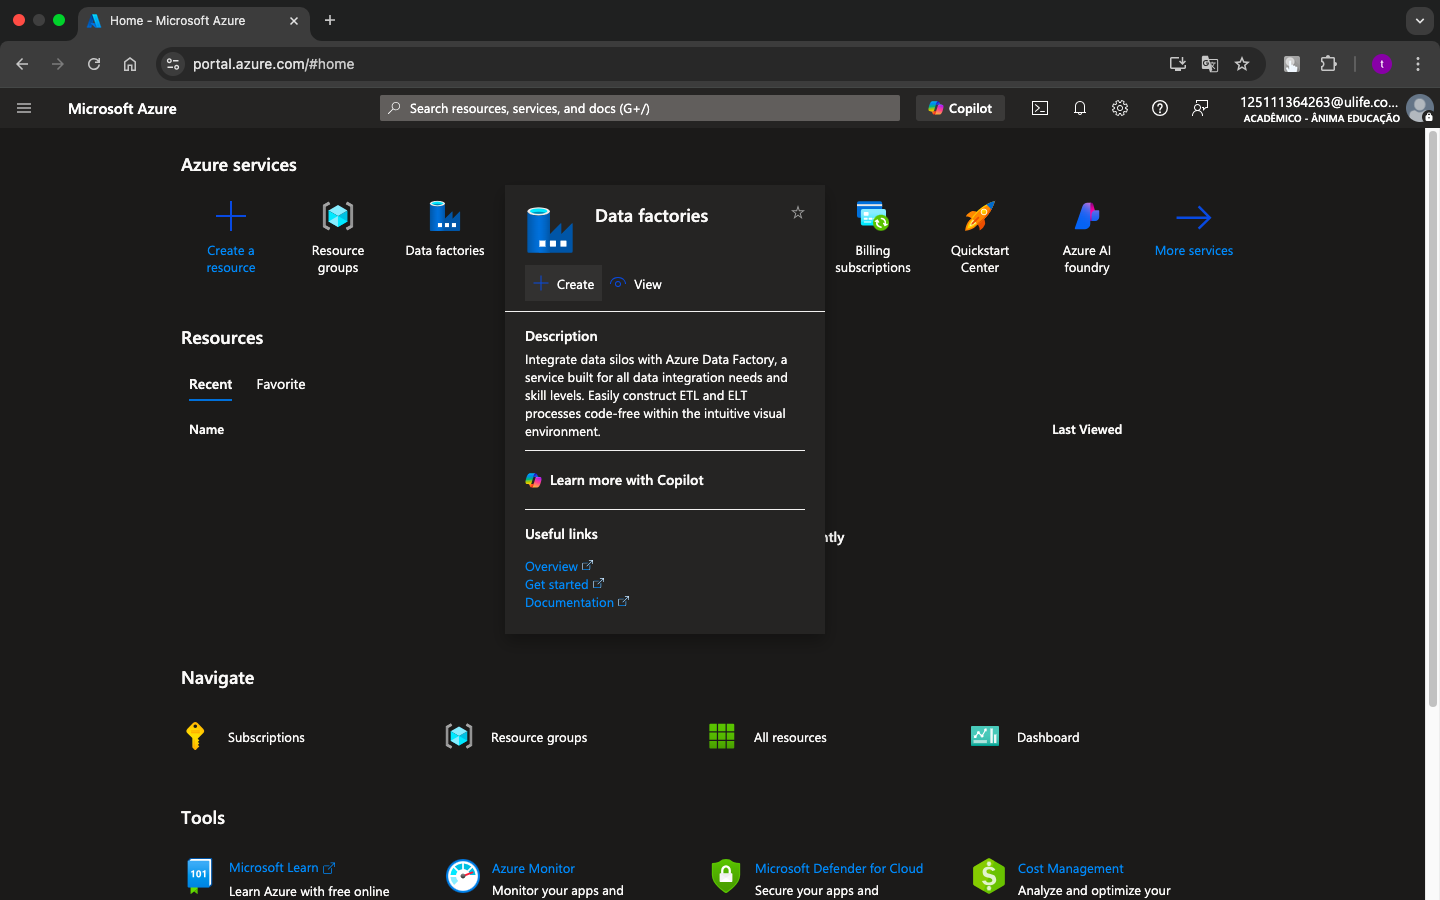 Home - Microsoft Azure
portal.azure.com/#home
t
Microsoft Azure
Search resources, services, and docs (G+/)
Copilot
125111364263@ulife.co...
ACADÊMICO - ÂNIMA EDUCAÇÃO
Azure services
Create a
resource
Resource
groups
Data factories
Data factories
Create
View
Billing
subscriptions
Quickstart
Center
Azure AI
foundry
More services
Description
Integrate data silos with Azure Data Factory, a
service built for all data integration needs and
skill levels. Easily construct ETL and ELT
processes code-free within the intuitive visual
environment.
Learn more with Copilot
Useful links
Overview
Get started
Documentation
Resources
Recent
Favorite
Name
Last Viewed
ntly
Navigate
Subscriptions
Resource groups
All resources
Dashboard
Tools
101
Microsoft Learn
Learn Azure with free online
Azure Monitor
Monitor your apps and
Microsoft Defender for Cloud
Secure your apps and
Cost Management
Analyze and optimize your